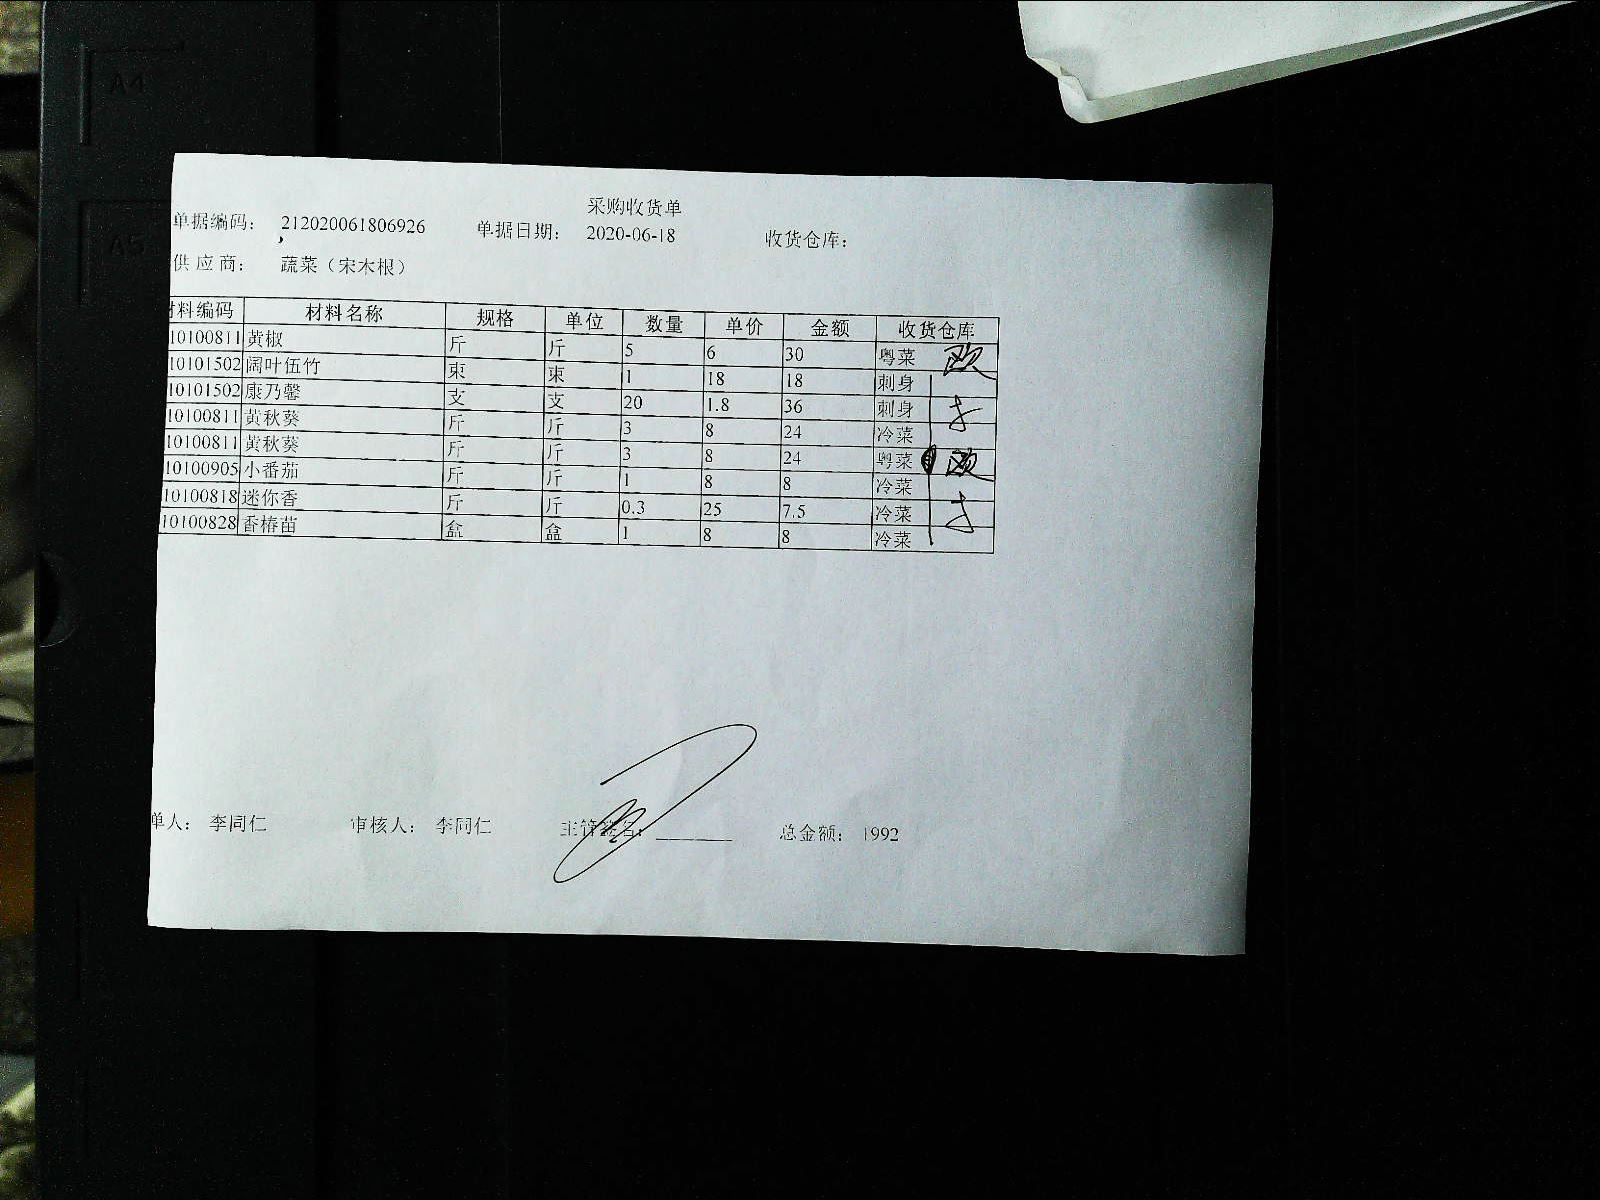 A4
A5
采购收货单
单据编码： 212020061806926 单据日期： 2020-06-18 收货仓库：
供 应 商： 蔬菜（宋木根）
材料编码 材料名称 规格 单位 数量 单价 金额 收货仓库
10100811 黄椒 斤 斤 5 6 30 粤菜 欧
10101502 阔叶伍竹 束 束 1 18 18 刺身
10101502 康乃馨 支 支 20 1.8 36 刺身
10100811 黄秋葵 斤 斤 3 8 24 冷菜
10100811 黄秋葵 斤 斤 3 8 24 粤菜 欧
10100905 小番茄 斤 斤 1 8 8 冷菜
10100818 迷你香 斤 斤 0.3 25 7.5 冷菜
10100828 香椿苗 盒 盒 1 8 8 冷菜
单人： 李同仁 审核人： 李同仁 主管签名： 总金额： 1992